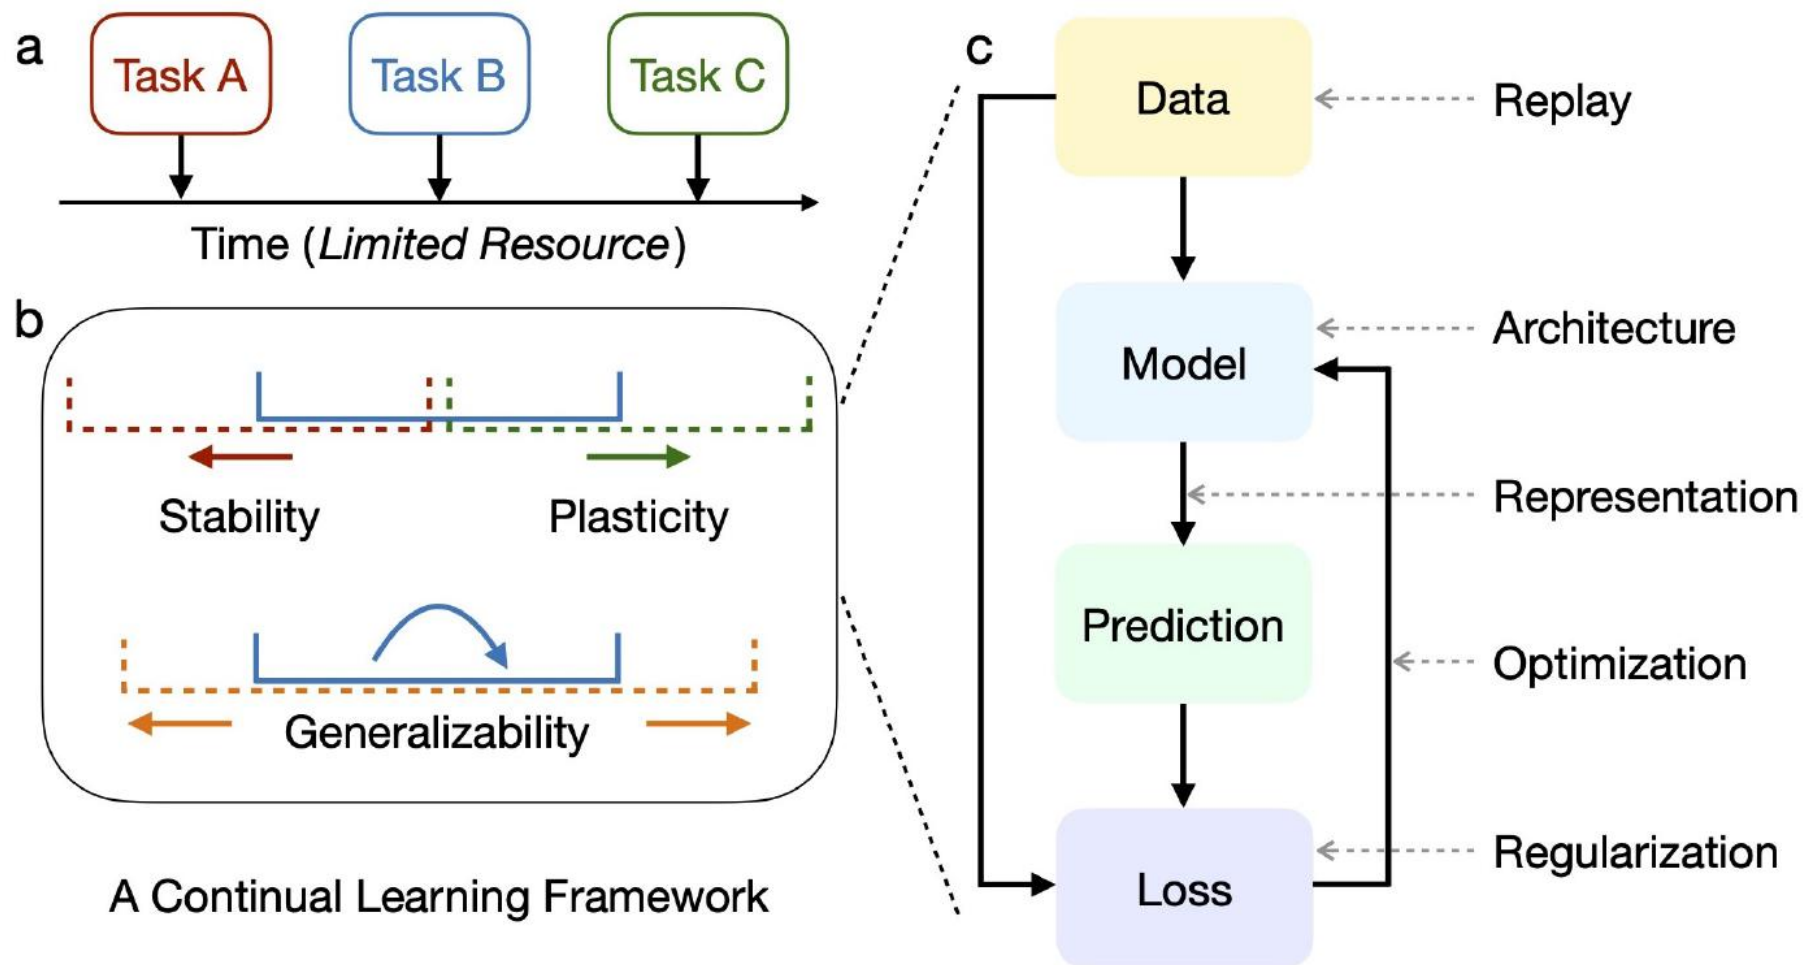 a
Task A
Task B
Task C
Time (Limited Resource)
b
Stability
Plasticity
Generalizability
A Continual Learning Framework
c
Data
Replay
Model
Architecture
Representation
Prediction
Optimization
Loss
Regularization